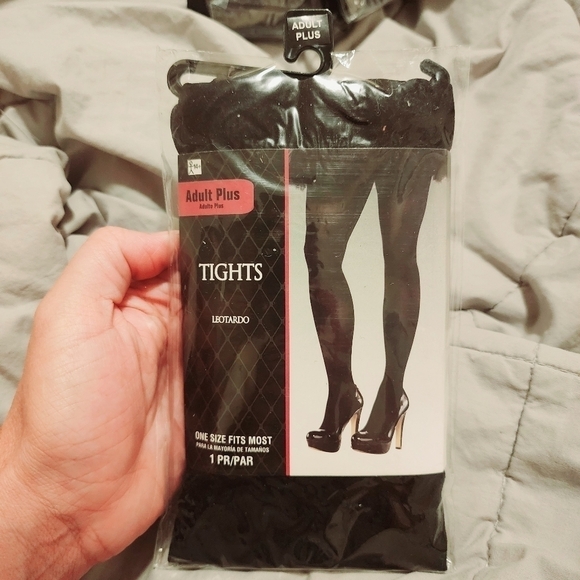 ADULT
PLUS
Adult Plus
Adulte Plus
TIGHTS
LEOTARDO
ONE SIZE FITS MOST
PARA LA MAYORÍA DE TAMAÑOS
1 PR/PAR